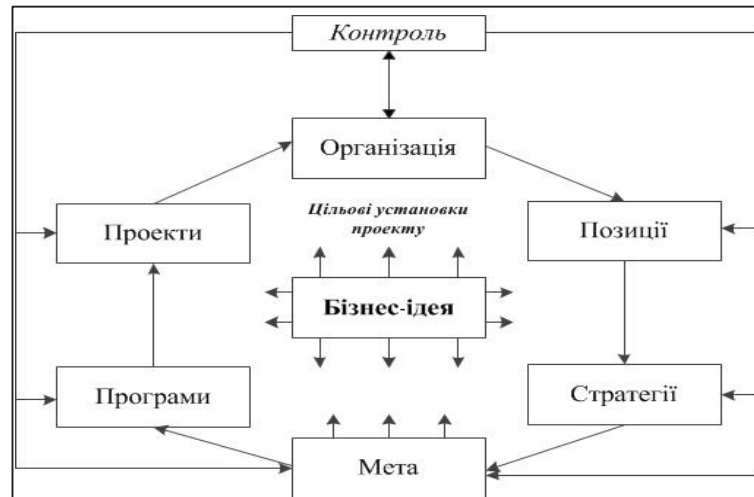 Контроль
Організація
Цільові установки
проекту
Проекти
Позиції
Бізнес-ідея
Програми
Стратегії
Мета